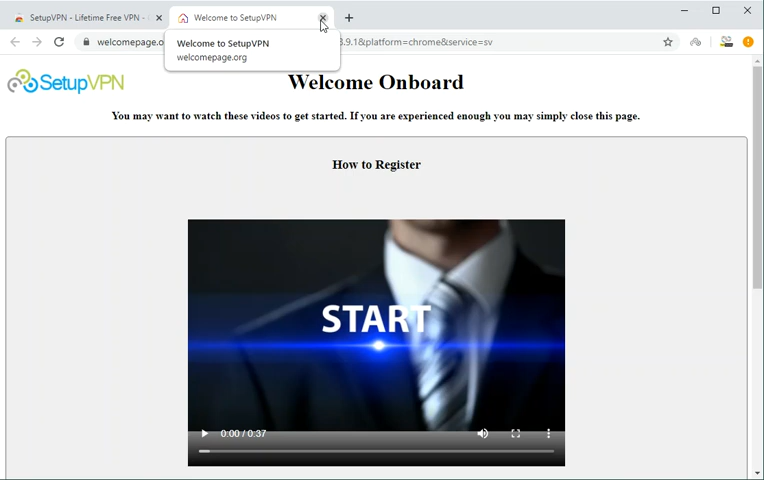 SetupVPN - Lifetime Free VPN -
Welcome to SetupVPN
welcomepage.o
3.9.1&platform=chrome&service=sv
Welcome to SetupVPN
welcomepage.org
SetupVPN
Welcome Onboard
You may want to watch these videos to get started. If you are experienced enough you may simply close this page.
How to Register
START
0:00 / 0:37